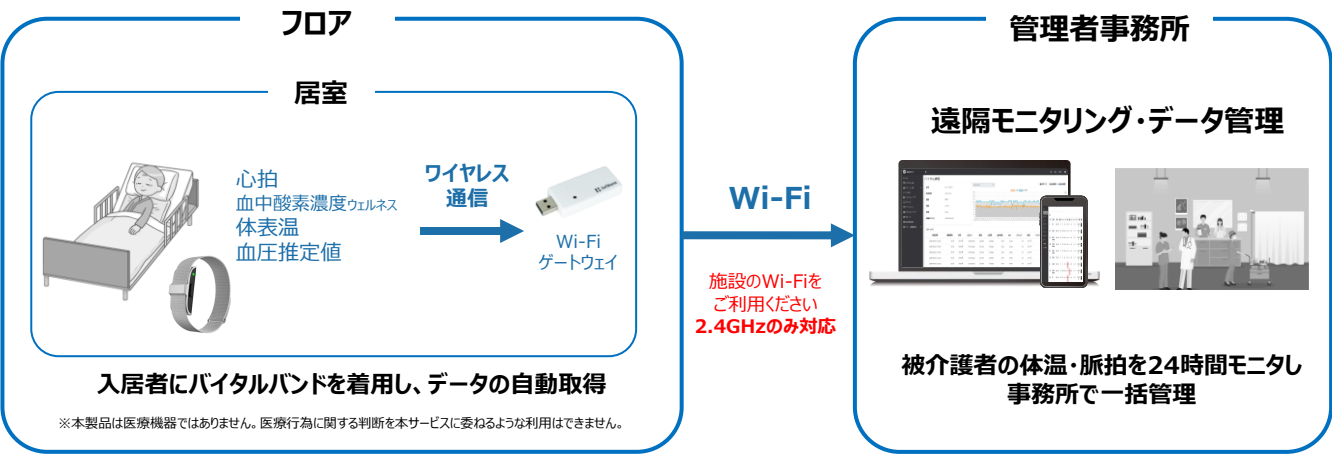 フロア
居室
心拍
血中酸素濃度ウェルネス
体表温
血圧推定値
ワイヤレス
通信
Wi-Fi
ゲートウェイ
入居者にバイタルバンドを着用し、データの自動取得
※本製品は医療機器ではありません。医療行為に関する判断を本サービスに委ねるような利用はできません。
Wi-Fi
施設のWi-Fiを
ご利用ください
2.4GHzのみ対応
管理者事務所
遠隔モニタリング・データ管理
被介護者の体温・脈拍を24時間モニタし
事務所で一括管理